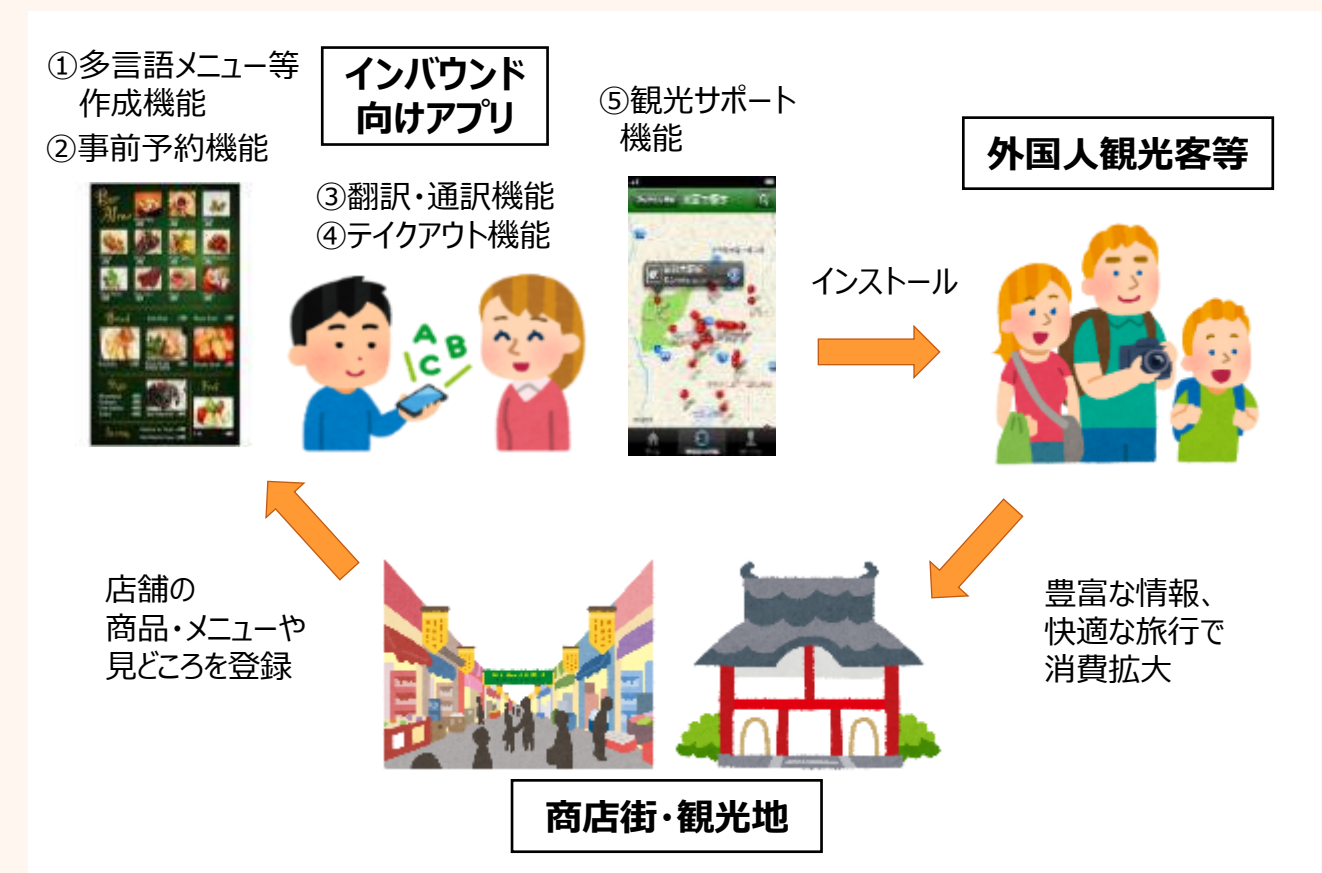 ①多言語メニュー等
作成機能
②事前予約機能
インバウンド
向けアプリ
③翻訳・通訳機能
④テイクアウト機能
⑤観光サポート
機能
外国人観光客等
A
B
C
インストール
店舗の
商品・メニューや
見どころを登録
豊富な情報、
快適な旅行で
消費拡大
商店街・観光地